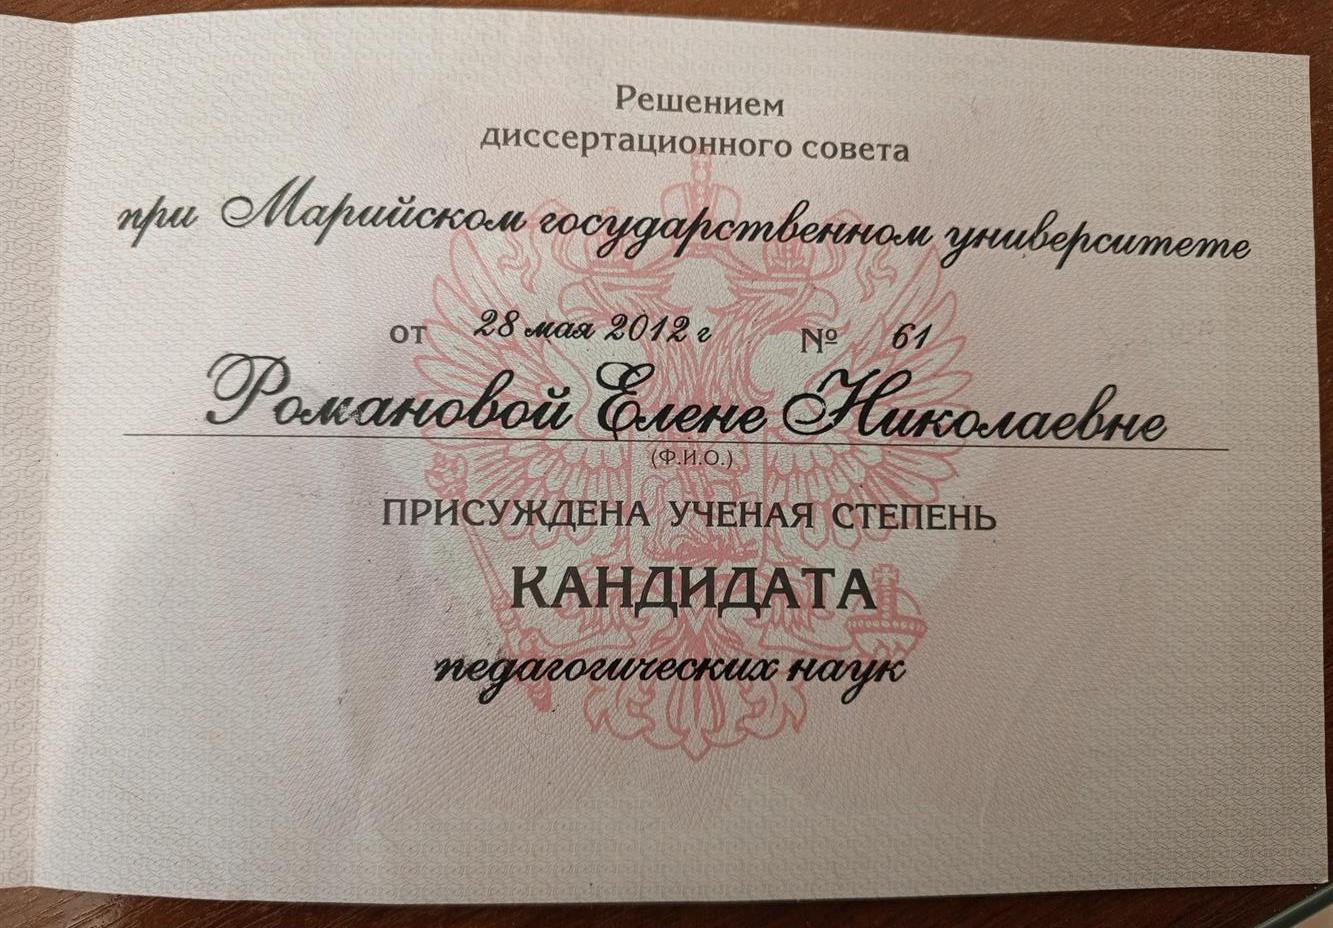 Решением
диссертационного совета
при Марийском государственном университете
от 28 мая 2012 г № 61
Романовой Елене Николаевне
(Ф.И.О.)
ПРИСУЖДЕНА УЧЕНАЯ СТЕПЕНЬ
КАНДИДАТА
педагогических наук